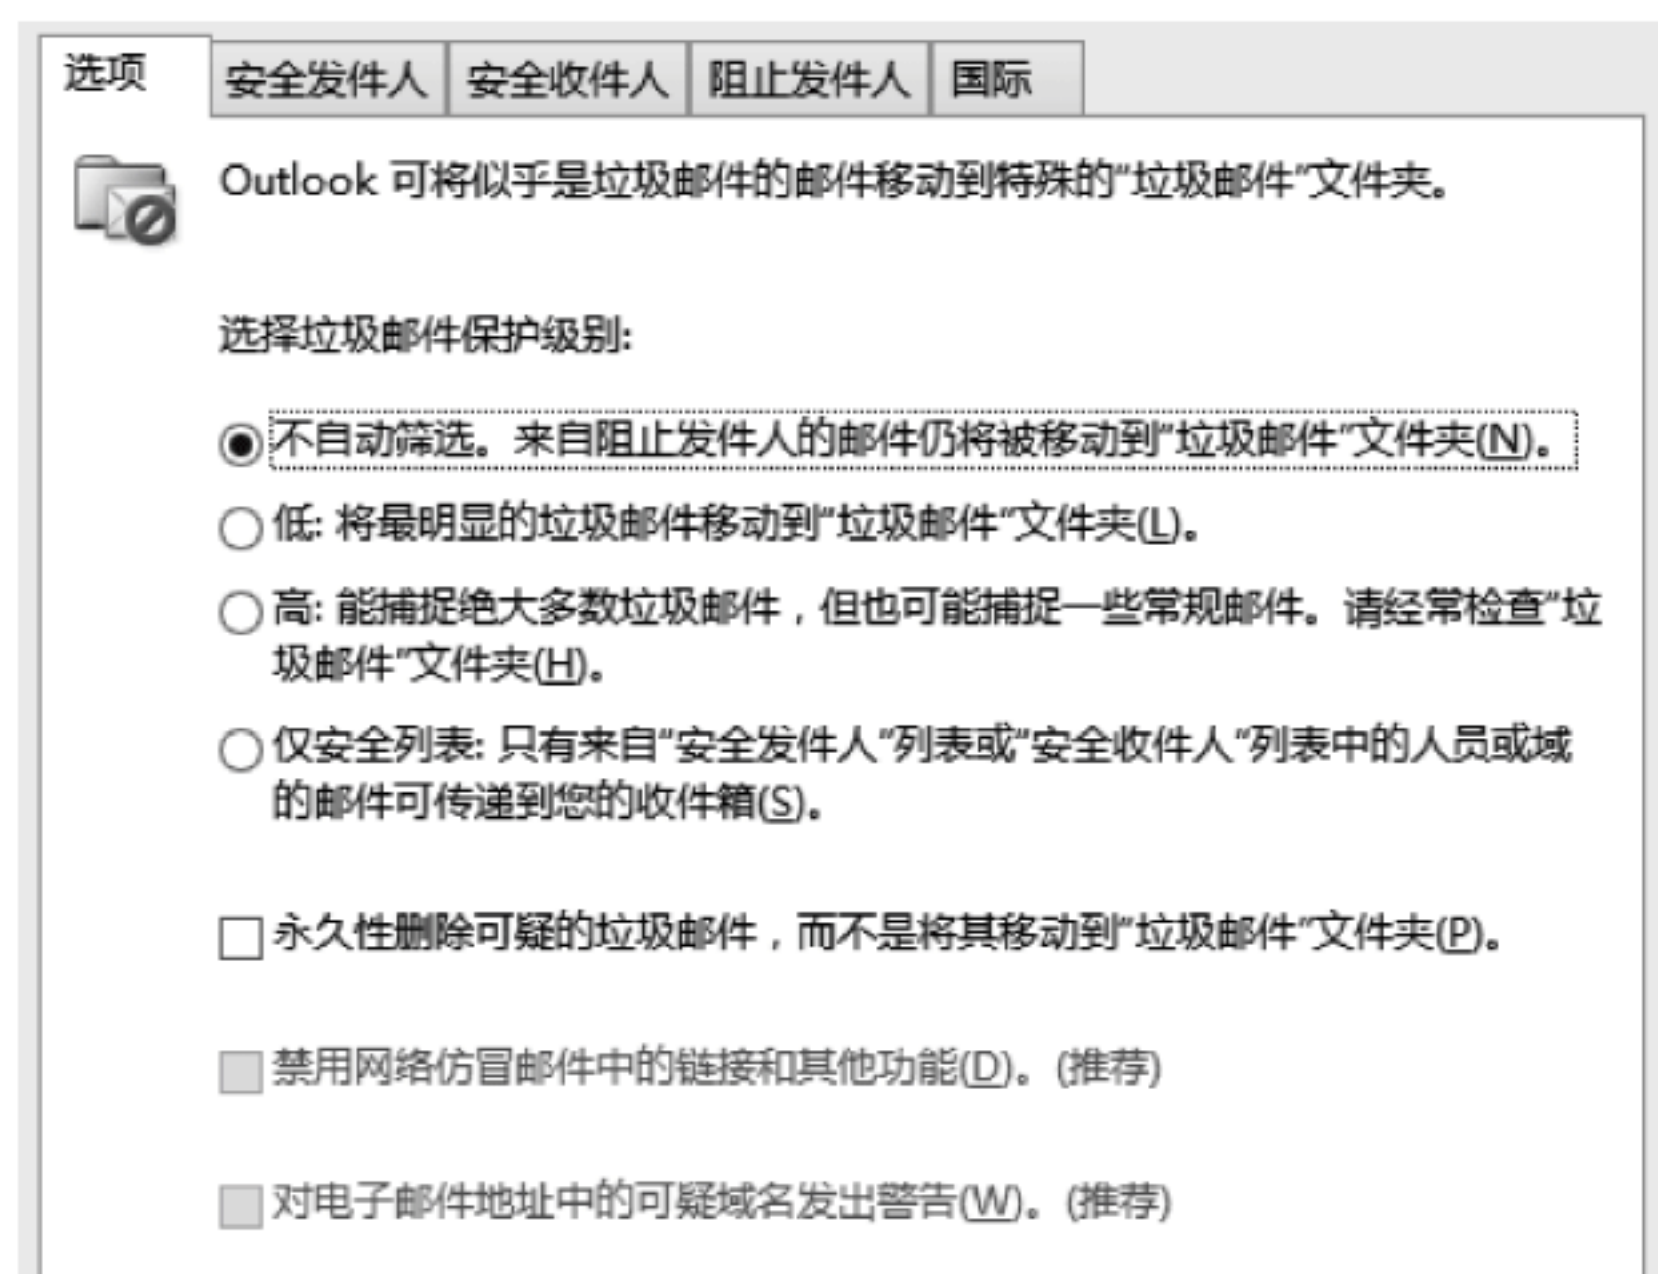 选项 安全发件人 安全收件人 阻止发件人 国际
Outlook 可将似乎是垃圾邮件的邮件移动到特殊的“垃圾邮件”文件夹。
选择垃圾邮件保护级别:
不自动筛选。来自阻止发件人的邮件仍将被移动到“垃圾邮件”文件夹(N)。
低: 将最明显的垃圾邮件移动到“垃圾邮件”文件夹(L)。
高: 能捕捉绝大多数垃圾邮件，但也可能捕捉一些常规邮件。请经常检查“垃
圾邮件”文件夹(H)。
仅安全列表: 只有来自“安全发件人”列表或“安全收件人”列表中的人员或域
的邮件可传递到您的收件箱(S)。
永久性删除可疑的垃圾邮件，而不是将其移动到“垃圾邮件”文件夹(P)。
禁用网络仿冒邮件中的链接和其他功能(D)。(推荐)
对电子邮件地址中的可疑域名发出警告(W)。(推荐)